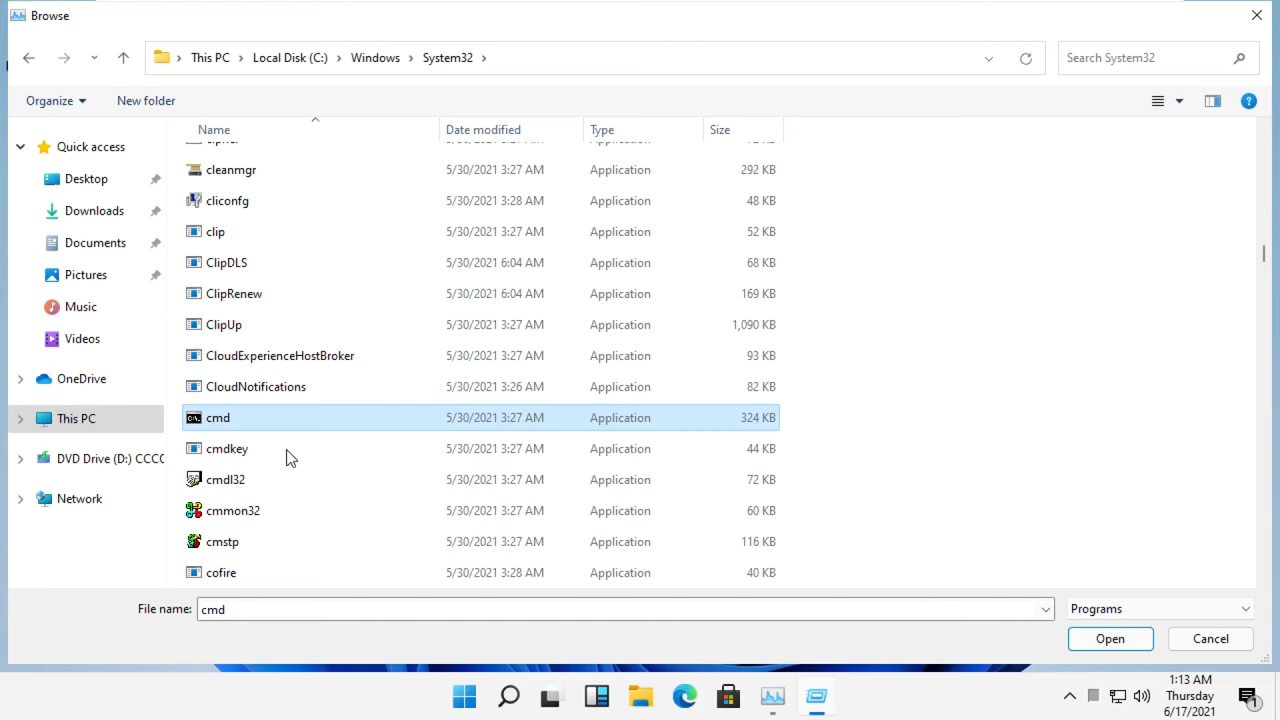 Browse
This PC > Local Disk (C:) > Windows > System32 >
Search System32
Organize
New folder
Name
Date modified
Type
Size
Quick access
Desktop
Downloads
Documents
Pictures
Music
Videos
OneDrive
This PC
DVD Drive (D:) CCCC
Network
cleanmgr 5/30/2021 3:27 AM Application 292 KB
cliconfg 5/30/2021 3:28 AM Application 48 KB
clip 5/30/2021 3:27 AM Application 52 KB
ClipDLS 5/30/2021 6:04 AM Application 68 KB
ClipRenew 5/30/2021 6:04 AM Application 169 KB
ClipUp 5/30/2021 3:27 AM Application 1,090 KB
CloudExperienceHostBroker 5/30/2021 3:27 AM Application 93 KB
CloudNotifications 5/30/2021 3:26 AM Application 82 KB
cmd 5/30/2021 3:27 AM Application 324 KB
cmdkey 5/30/2021 3:27 AM Application 44 KB
cmdl32 5/30/2021 3:27 AM Application 72 KB
cmmon32 5/30/2021 3:27 AM Application 60 KB
cmstp 5/30/2021 3:27 AM Application 116 KB
cofire 5/30/2021 3:28 AM Application 40 KB
File name: cmd
Programs
Open
Cancel
1:13 AM
Thursday
6/17/2021
1